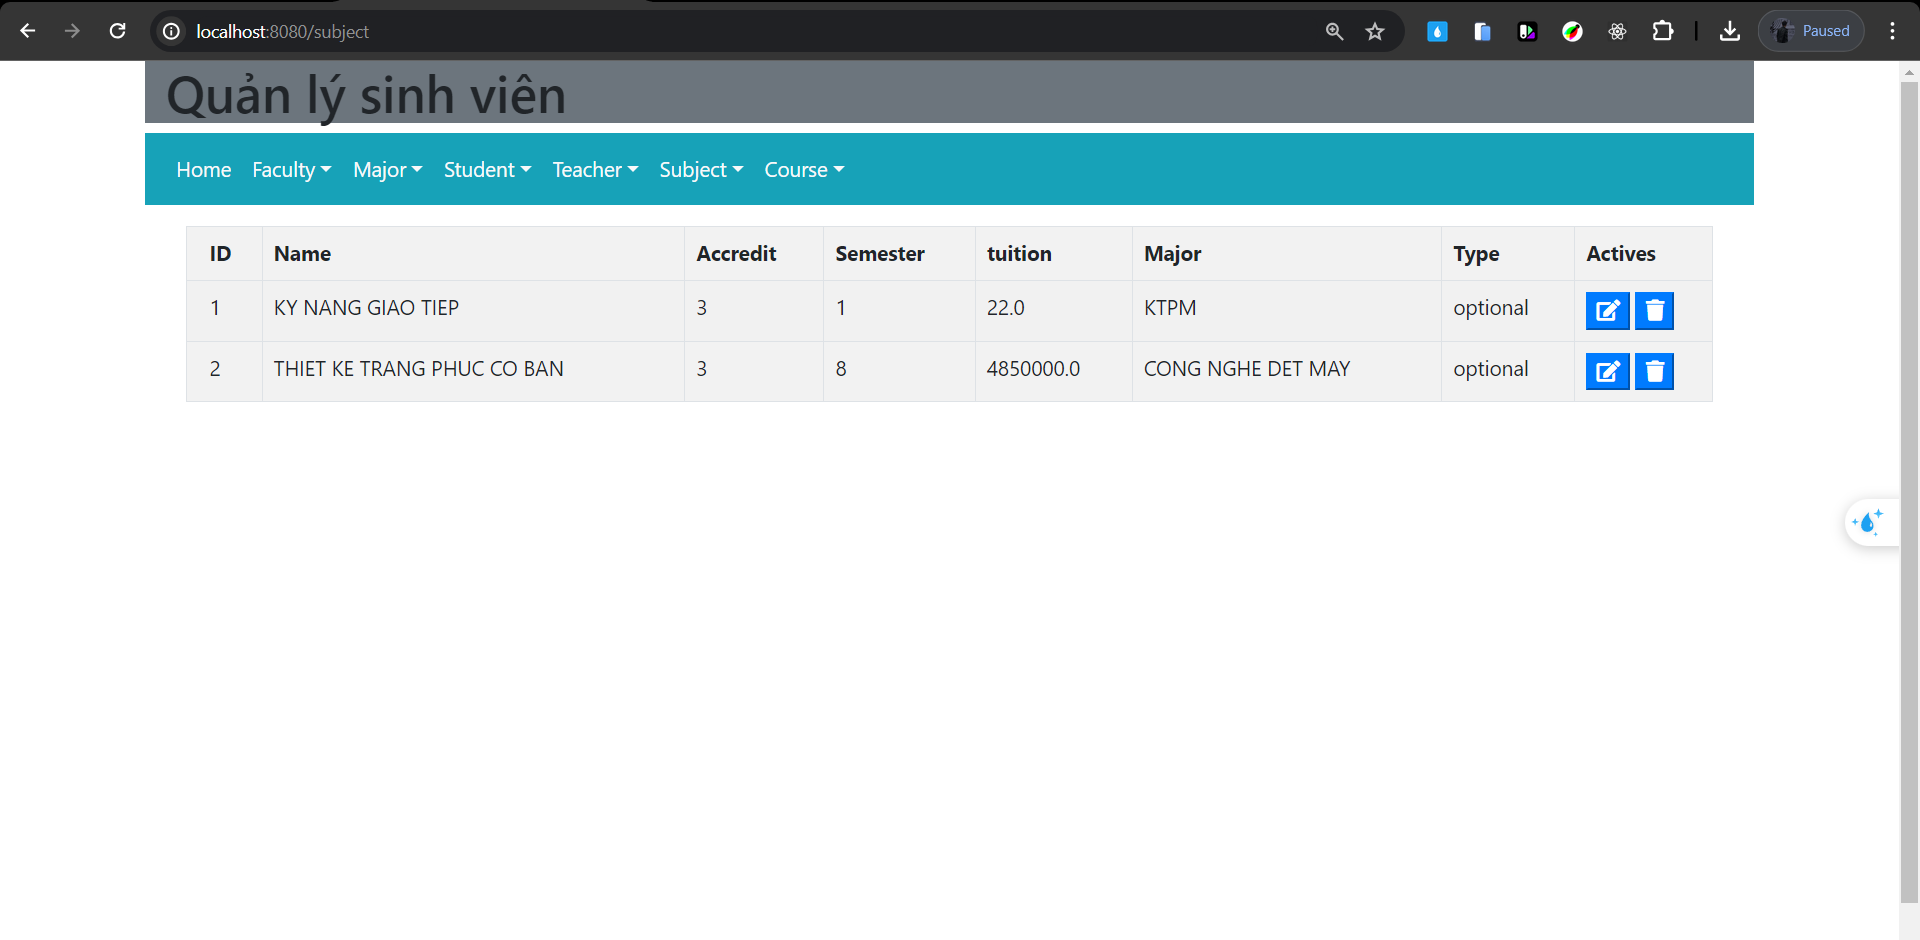 localhost:8080/subject
Paused
Quản lý sinh viên
Home Faculty Major Student Teacher Subject Course
ID Name Accredit Semester tuition Major Type Actives
1 KY NANG GIAO TIEP 3 1 22.0 KTPM optional
2 THIET KE TRANG PHUC CO BAN 3 8 4850000.0 CONG NGHE DET MAY optional